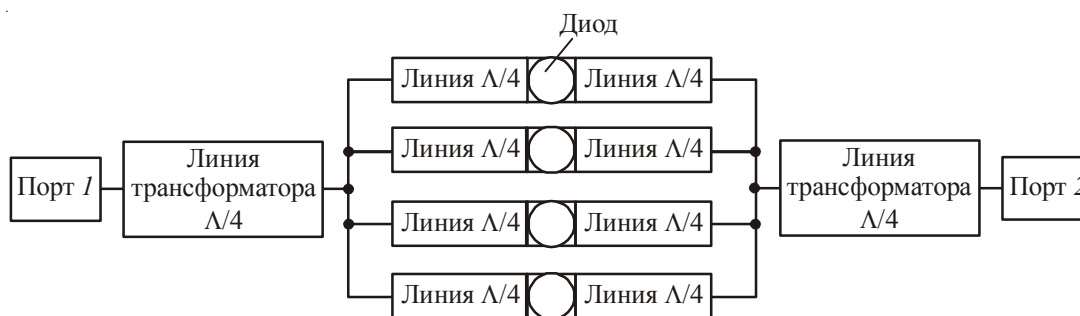 Диод
Линия Λ/4
Линия Λ/4
Линия Λ/4
Линия Λ/4
Порт 1
Линия
трансформатора
Λ/4
Линия
трансформатора
Λ/4
Порт 2
Линия Λ/4
Линия Λ/4
Линия Λ/4
Линия Λ/4